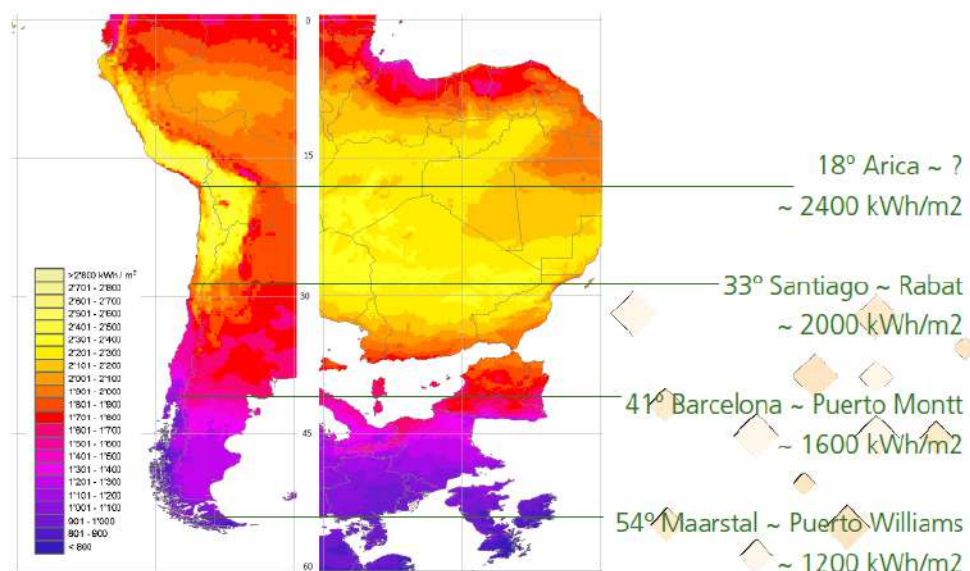 0
15
30
45
60
18º Arica ~ ?
~ 2400 kWh/m2
33º Santiago ~ Rabat
~ 2000 kWh/m2
41º Barcelona ~ Puerto Montt
~ 1600 kWh/m2
54º Maarstal ~ Puerto Williams
~ 1200 kWh/m2
>2'800 kWh / m²
2'701 - 2'800
2'601 - 2'700
2'501 - 2'600
2'401 - 2'500
2'301 - 2'400
2'201 - 2'300
2'101 - 2'200
2'001 - 2'100
1'901 - 2'000
1'801 - 1'900
1'701 - 1'800
1'601 - 1'700
1'501 - 1'600
1'401 - 1'500
1'301 - 1'400
1'201 - 1'300
1'101 - 1'200
1'001 - 1'100
901 - 1'000
801 - 900
< 800